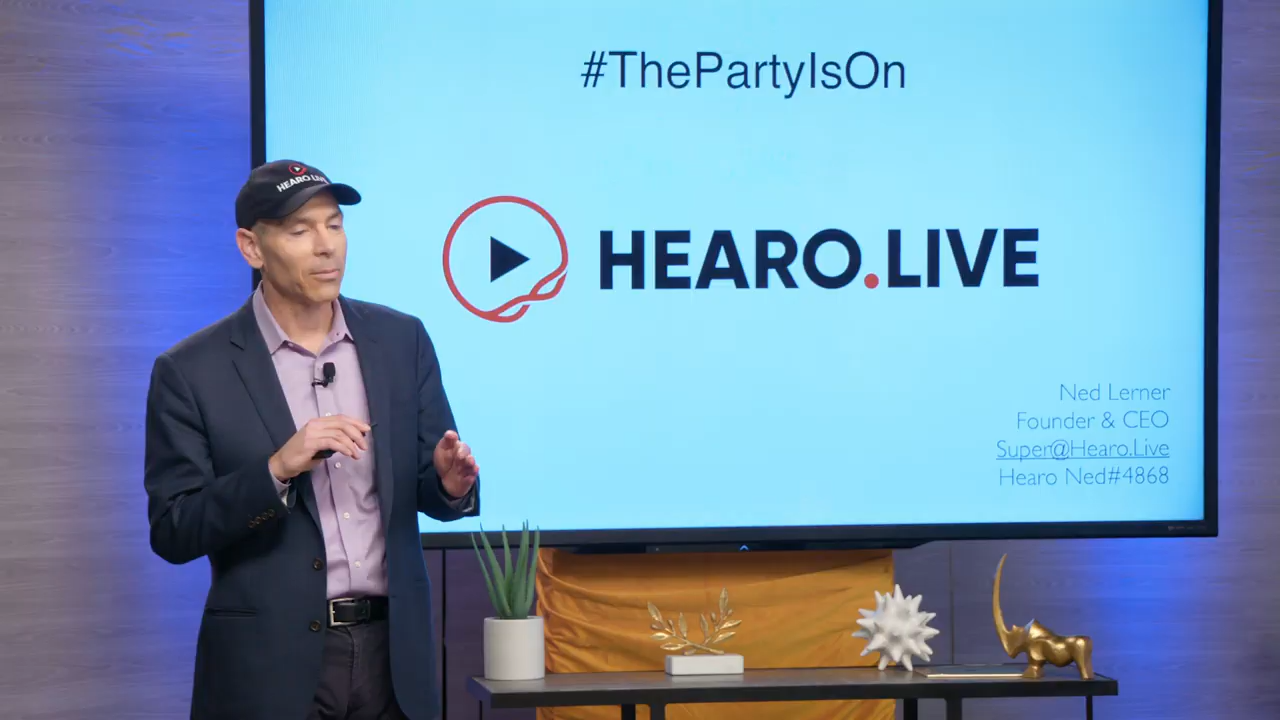 #ThePartyIsOn
HEARO.LIVE
HEARO.LIVE
Ned Lerner
Founder & CEO
Super@Hearo.Live
Hearo Ned#4868